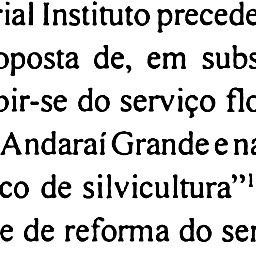 rial Instituto precede
oposta de, em subs
bir-se do serviço flo
Andaraí Grande e na
co de silvicultura”¹
e de reforma do ser